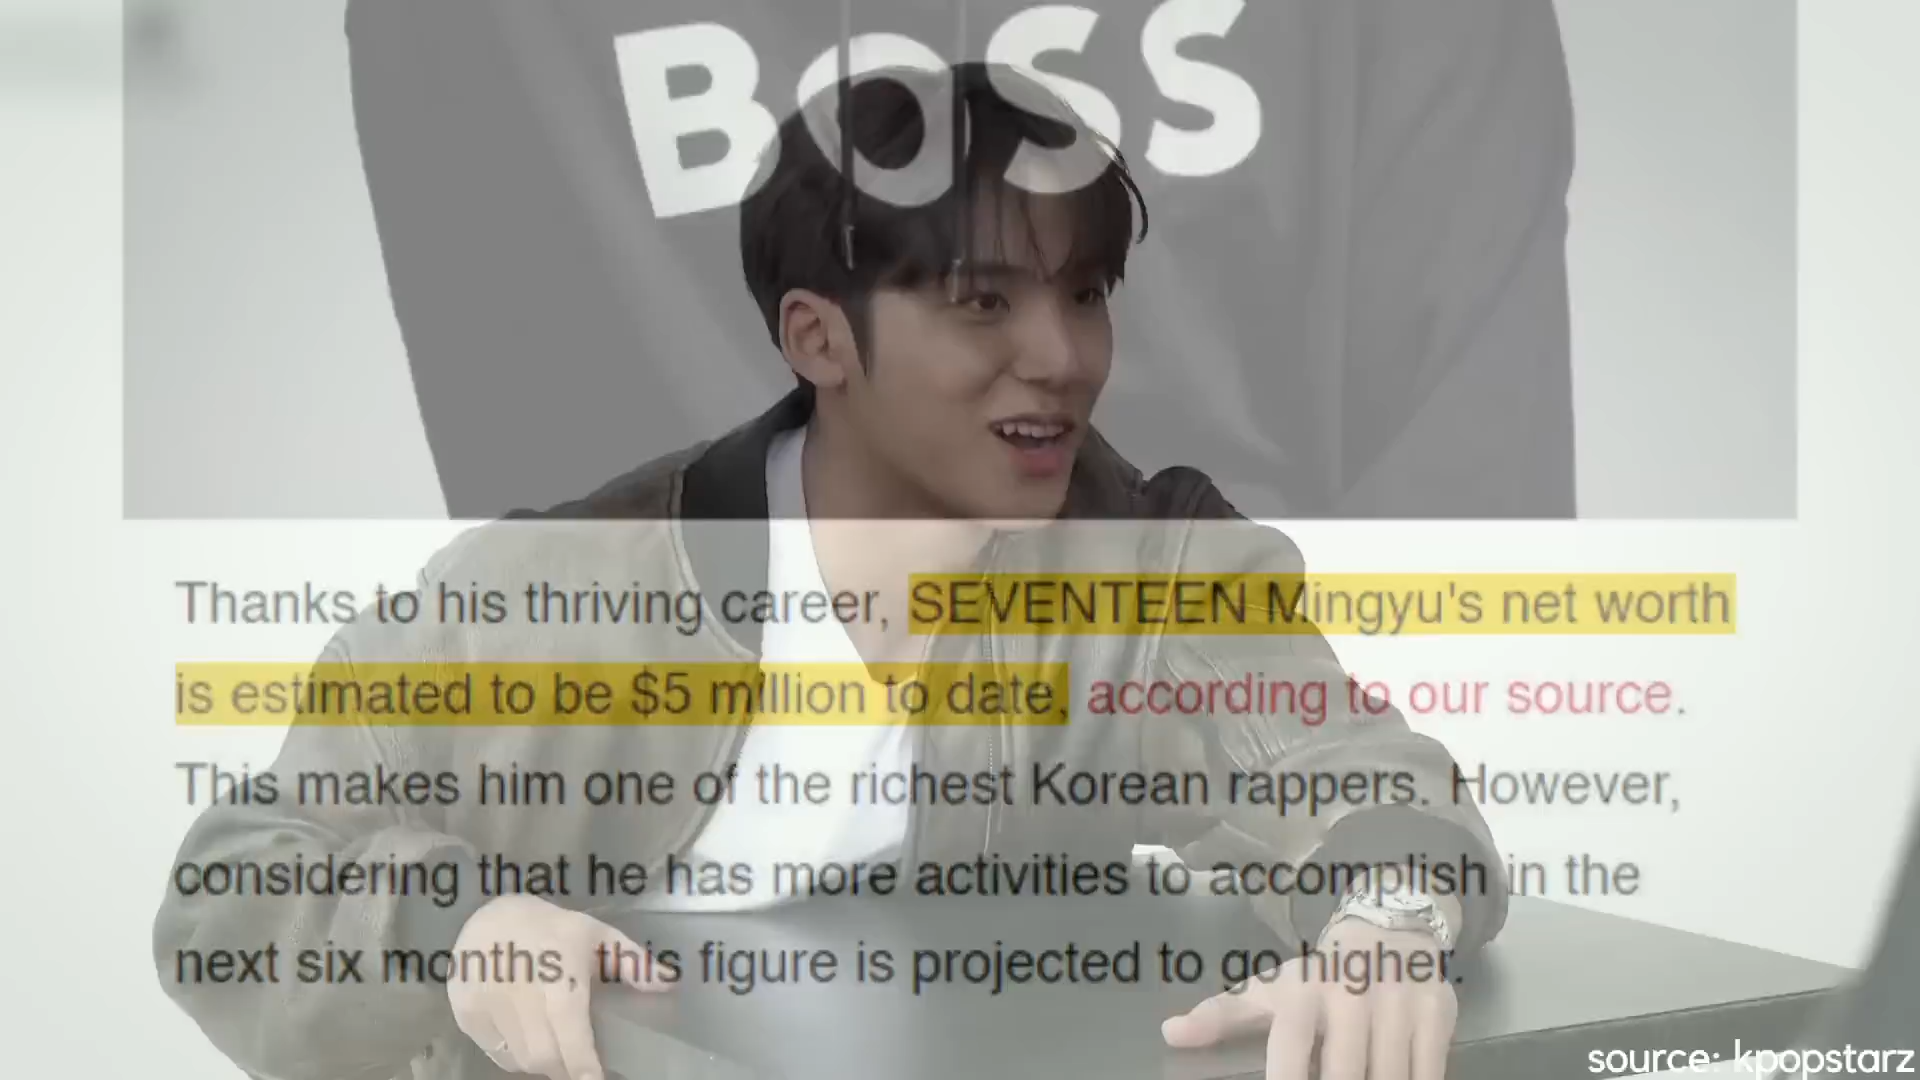 BOSS
Thanks to his thriving career, SEVENTEEN Mingyu's net worth
is estimated to be $5 million to date, according to our source.
This makes him one of the richest Korean rappers. However,
considering that he has more activities to accomplish in the
next six months, this figure is projected to go higher.
source: kpopstarz